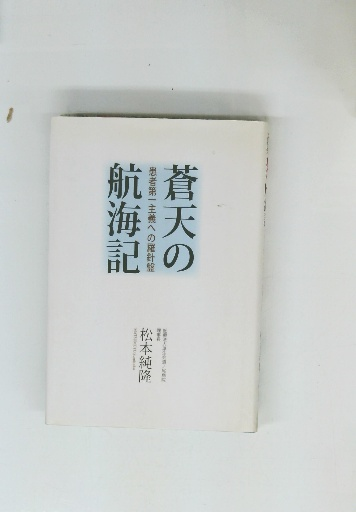 蒼天の
航海記
患者第一主義への羅針盤
松本純隆